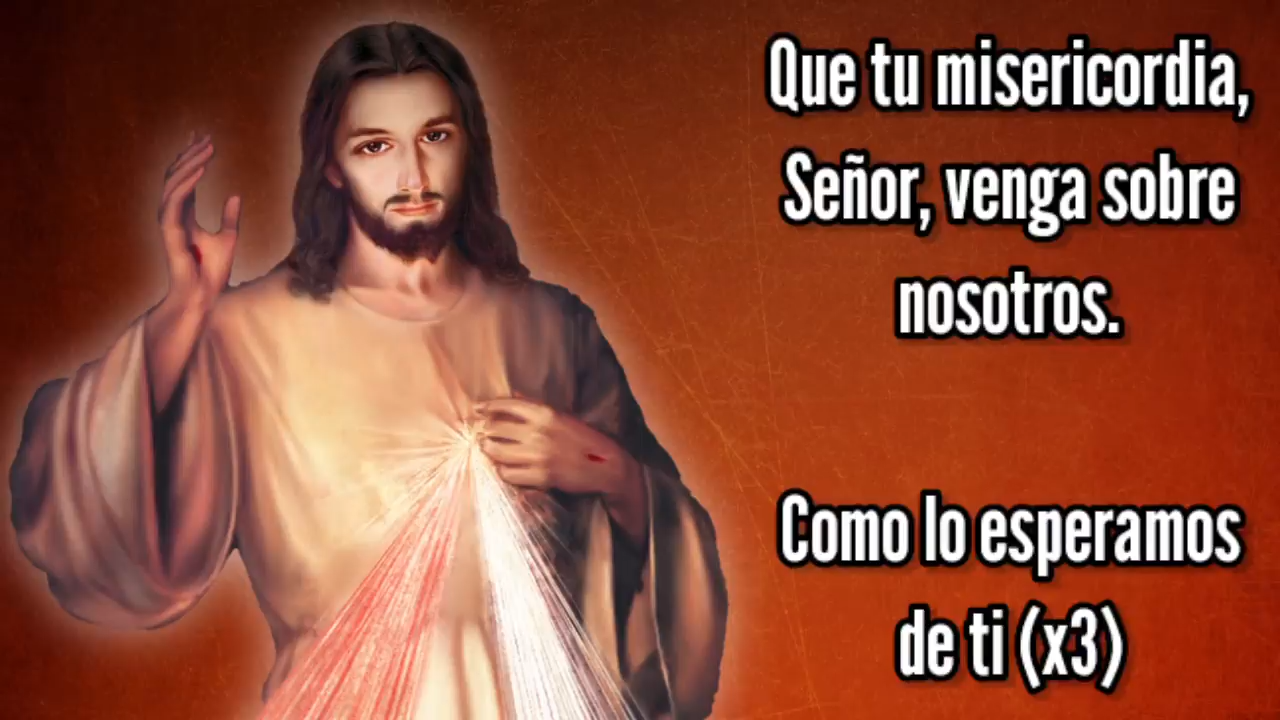 Que tu misericordia,
Señor, venga sobre
nosotros.
Como lo esperamos
de ti (x3)